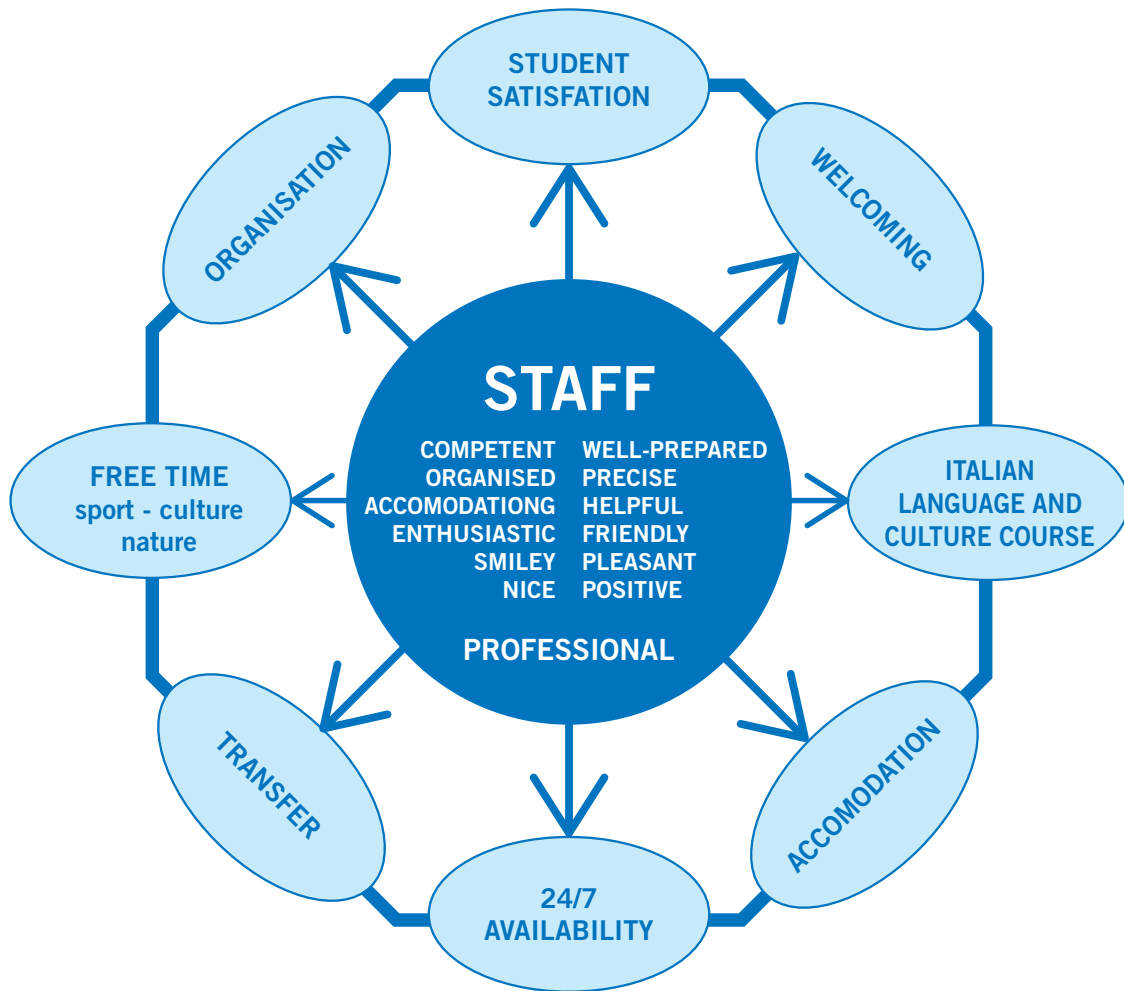 STUDENT
SATISFATION
ORGANISATION
WELCOMING
STAFF
COMPETENT WELL-PREPARED
ORGANISED PRECISE
ACCOMODATIONG HELPFUL
ENTHUSIASTIC FRIENDLY
SMILEY PLEASANT
NICE POSITIVE
PROFESSIONAL
FREE TIME
sport - culture
nature
ITALIAN
LANGUAGE AND
CULTURE COURSE
TRANSFER
ACCOMODATION
24/7
AVAILABILITY